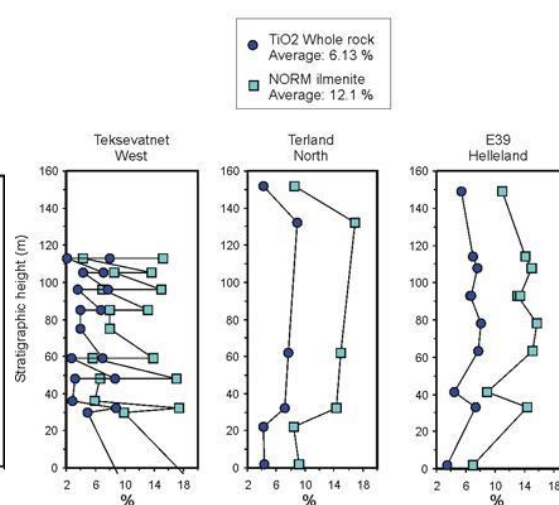 TiO2 Whole rock
Average: 6.13 %
NORM ilmenite
Average: 12.1 %
Teksevatnet
West
Terland
North
E39
Helleland
Stratigraphic height (m)
160
140
120
100
80
60
40
20
0
2 6 10 14 18
%
160
140
120
100
80
60
40
20
0
2 6 10 14 18
%
160
140
120
100
80
60
40
20
0
2 6 10 14 18
%